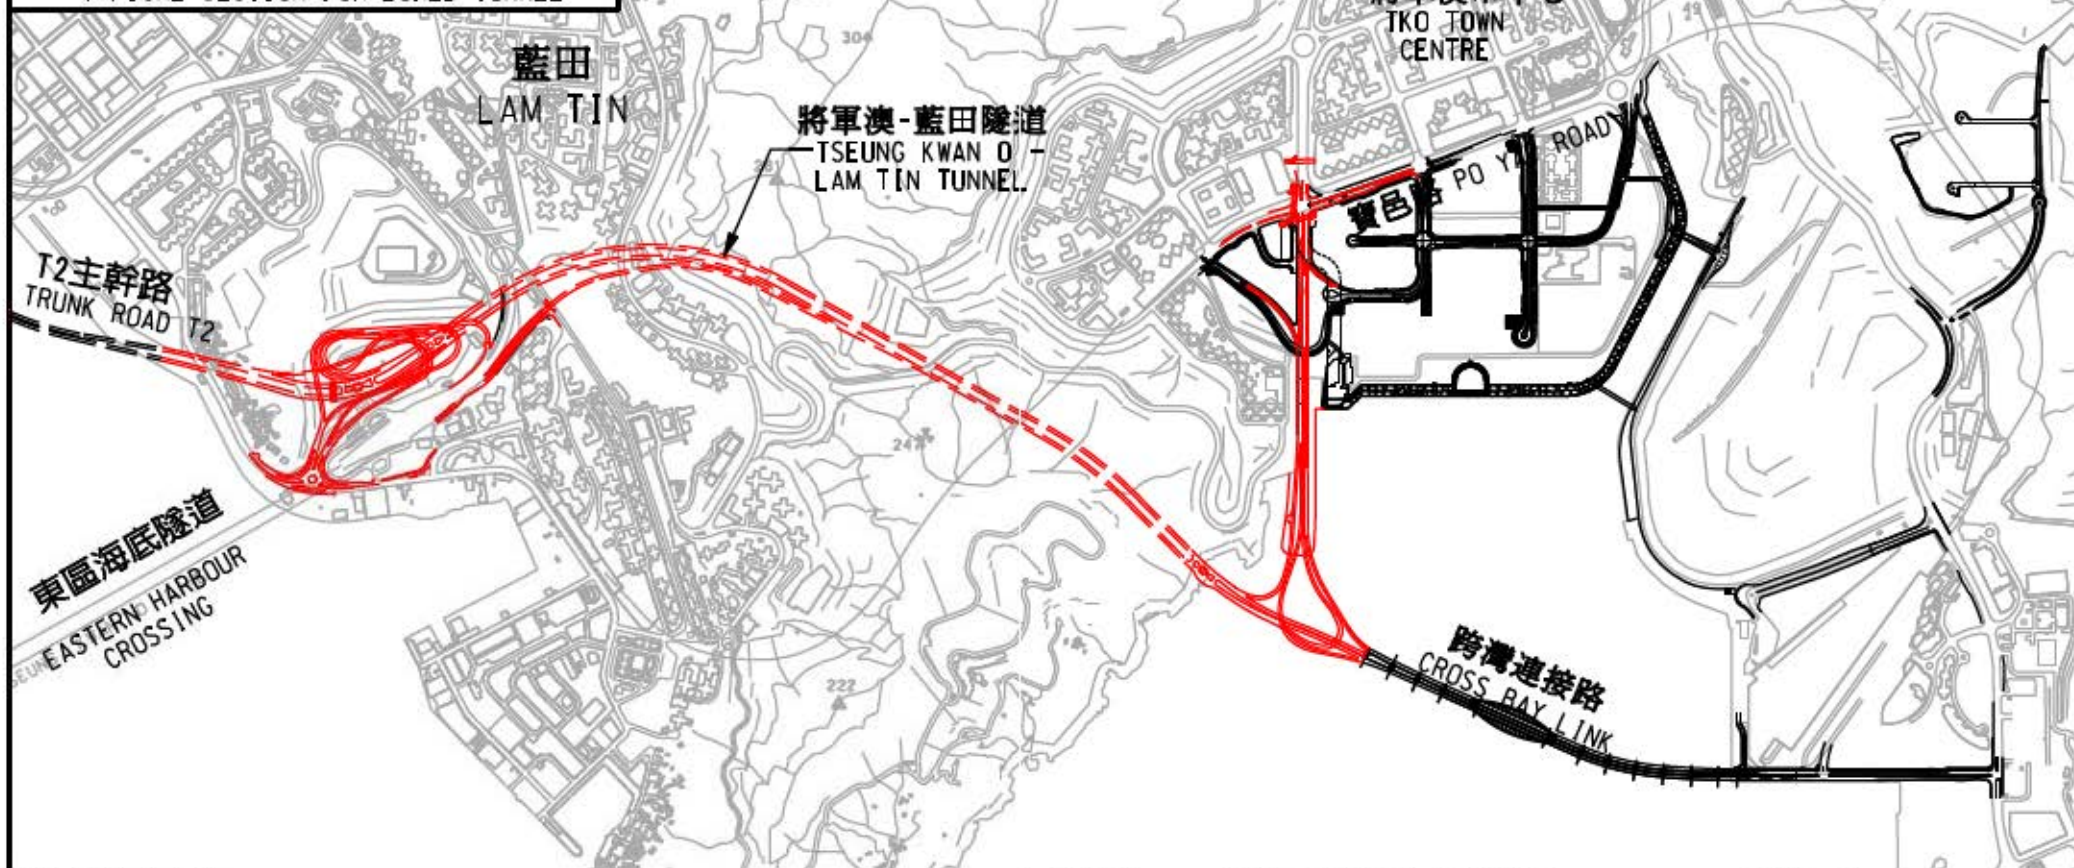 藍田
LAM TIN
304
TKO TOWN
CENTRE
將軍澳-藍田隧道
TSEUNG KWAN O -
LAM TIN TUNNEL
寶邑路 PO YI ROAD
T2主幹路
TRUNK ROAD T2
東區海底隧道
EASTERN HARBOUR
CROSSING
222
跨灣連接路
CROSS BAY LINK